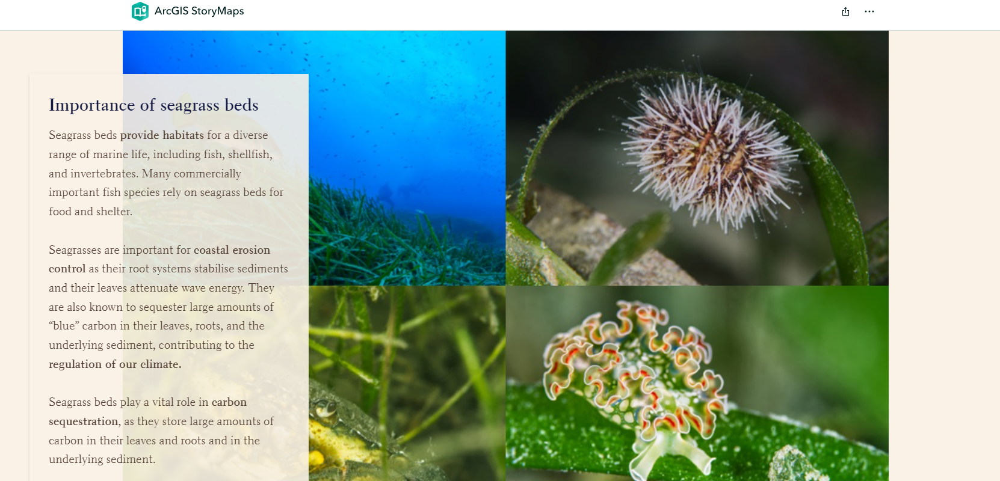 ArcGIS StoryMaps
Importance of seagrass beds
Seagrass beds provide habitats for a diverse
range of marine life, including fish, shellfish,
and invertebrates. Many commercially
important fish species rely on seagrass beds for
food and shelter.
Seagrasses are important for coastal erosion
control as their root systems stabilise sediments
and their leaves attenuate wave energy. They
are also known to sequester large amounts of
“blue” carbon in their leaves, roots, and the
underlying sediment, contributing to the
regulation of our climate.
Seagrass beds play a vital role in carbon
sequestration, as they store large amounts of
carbon in their leaves and roots and in the
underlying sediment.